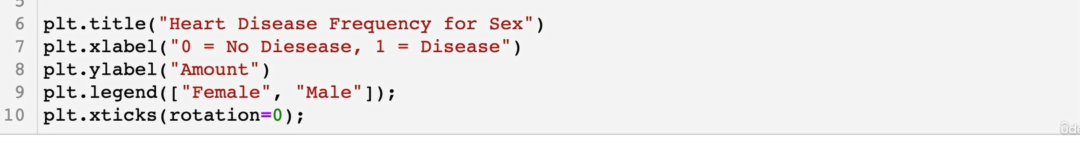 6 plt.title("Heart Disease Frequency for Sex")
7 plt.xlabel("0 = No Diesease, 1 = Disease")
8 plt.ylabel("Amount")
9 plt.legend(["Female", "Male"]);
10 plt.xticks(rotation=0);